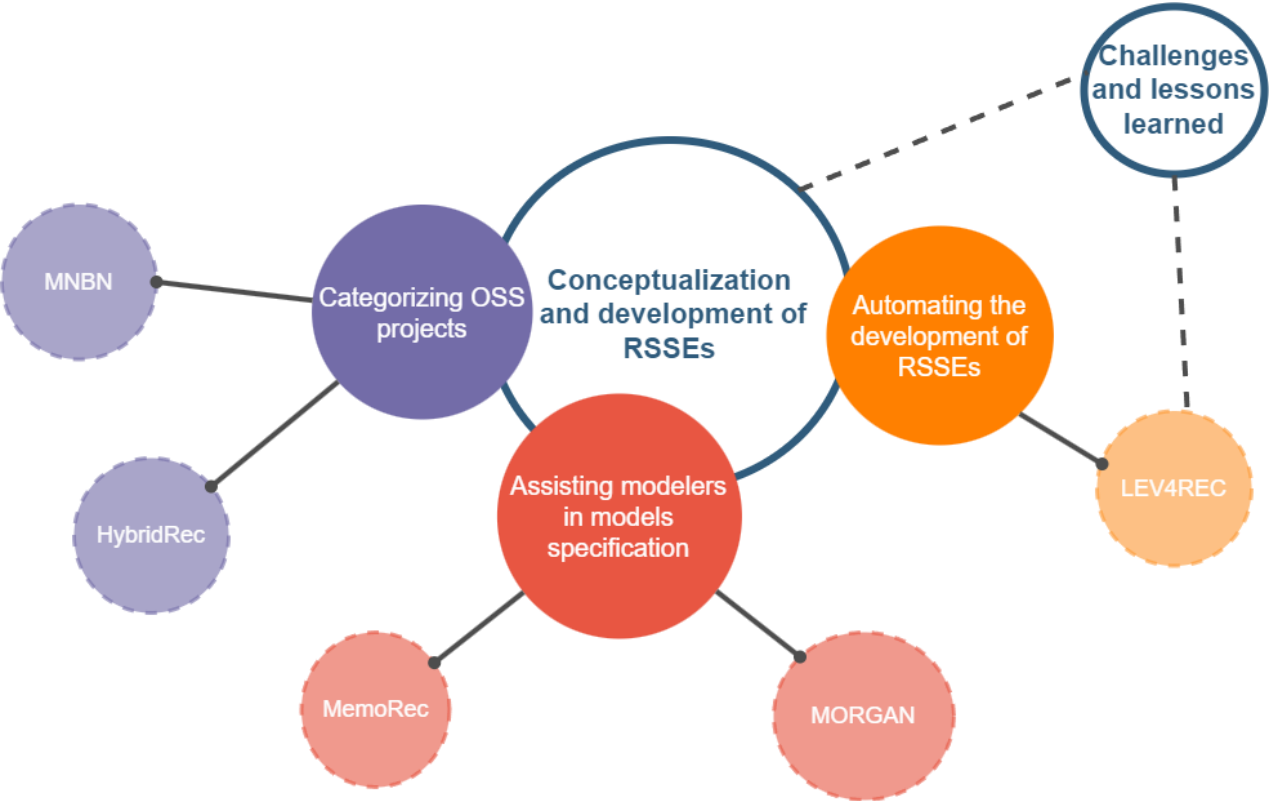 Challenges
and lessons
learned
MNBN
Categorizing OSS
projects
Conceptualization
and development of
RSSEs
Automating the
development of
RSSEs
Assisting modelers
in models
specification
LEV4REC
HybridRec
MemoRec
MORGAN